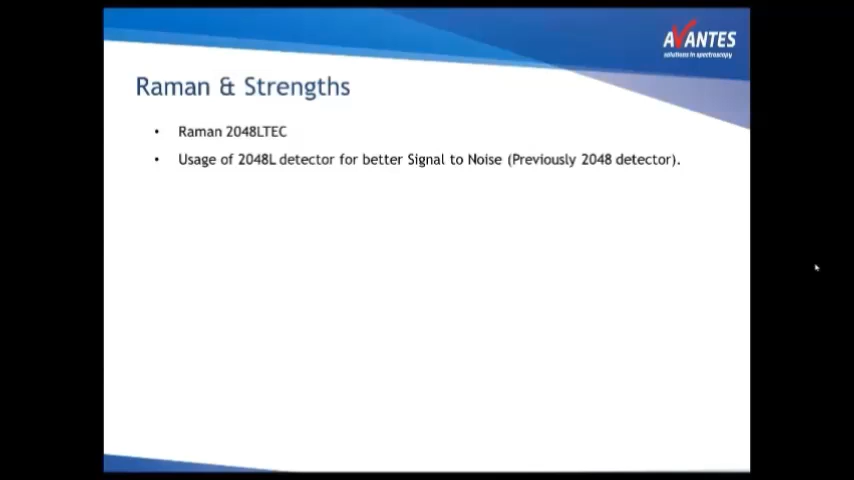 AVANTES
solutions in spectroscopy
Raman & Strengths
• Raman 2048LTEC
• Usage of 2048L detector for better Signal to Noise (Previously 2048 detector).